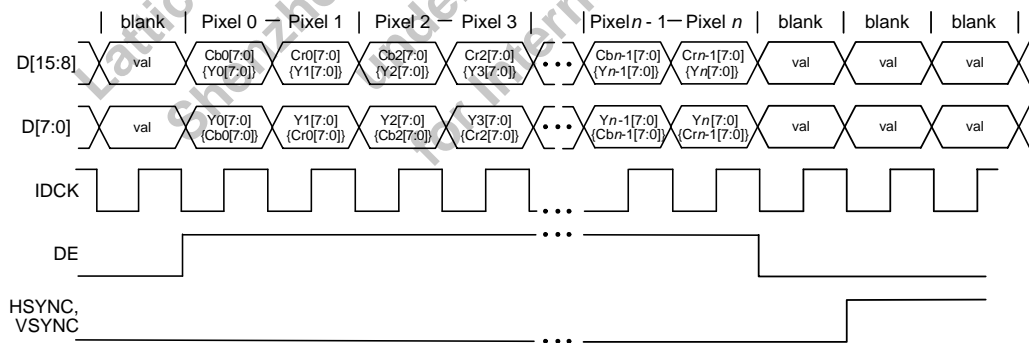 blank Pixel 0 — Pixel 1 Pixel 2 — Pixel 3 Pixel n - 1 — Pixel n blank blank blank
D[15:8] val Cb0[7:0] Cr0[7:0] Cb2[7:0] Cr2[7:0] ••• Cbn-1[7:0] Crn-1[7:0] val val val
{Y0[7:0]} {Y1[7:0]} {Y2[7:0]} {Y3[7:0]} {Yn-1[7:0]} {Yn[7:0]}
D[7:0] val Y0[7:0] Y1[7:0] Y2[7:0] Y3[7:0] ••• Yn-1[7:0] Yn[7:0] val val val
{Cb0[7:0]} {Cr0[7:0]} {Cb2[7:0]} {Cr2[7:0]} {Cbn-1[7:0]} {Crn-1[7:0]}
IDCK
DE
HSYNC,
VSYNC